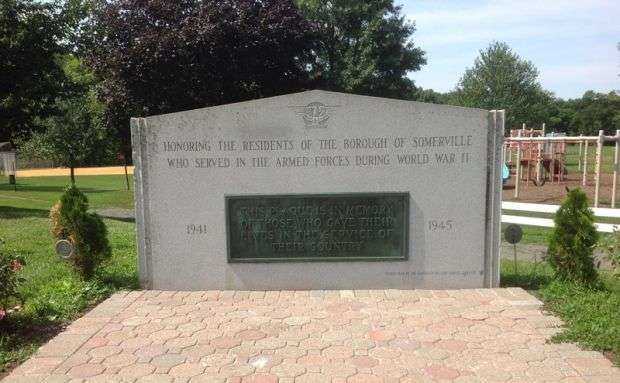 HONORING THE RESIDENTS OF THE BOROUGH OF SOMERVILLE
WHO SERVED IN THE ARMED FORCES DURING WORLD WAR II
1941
THIS PLAQUE IS IN MEMORY
OF THOSE WHO GAVE THEIR
LIVES IN THE SERVICE OF
THEIR COUNTRY
1945